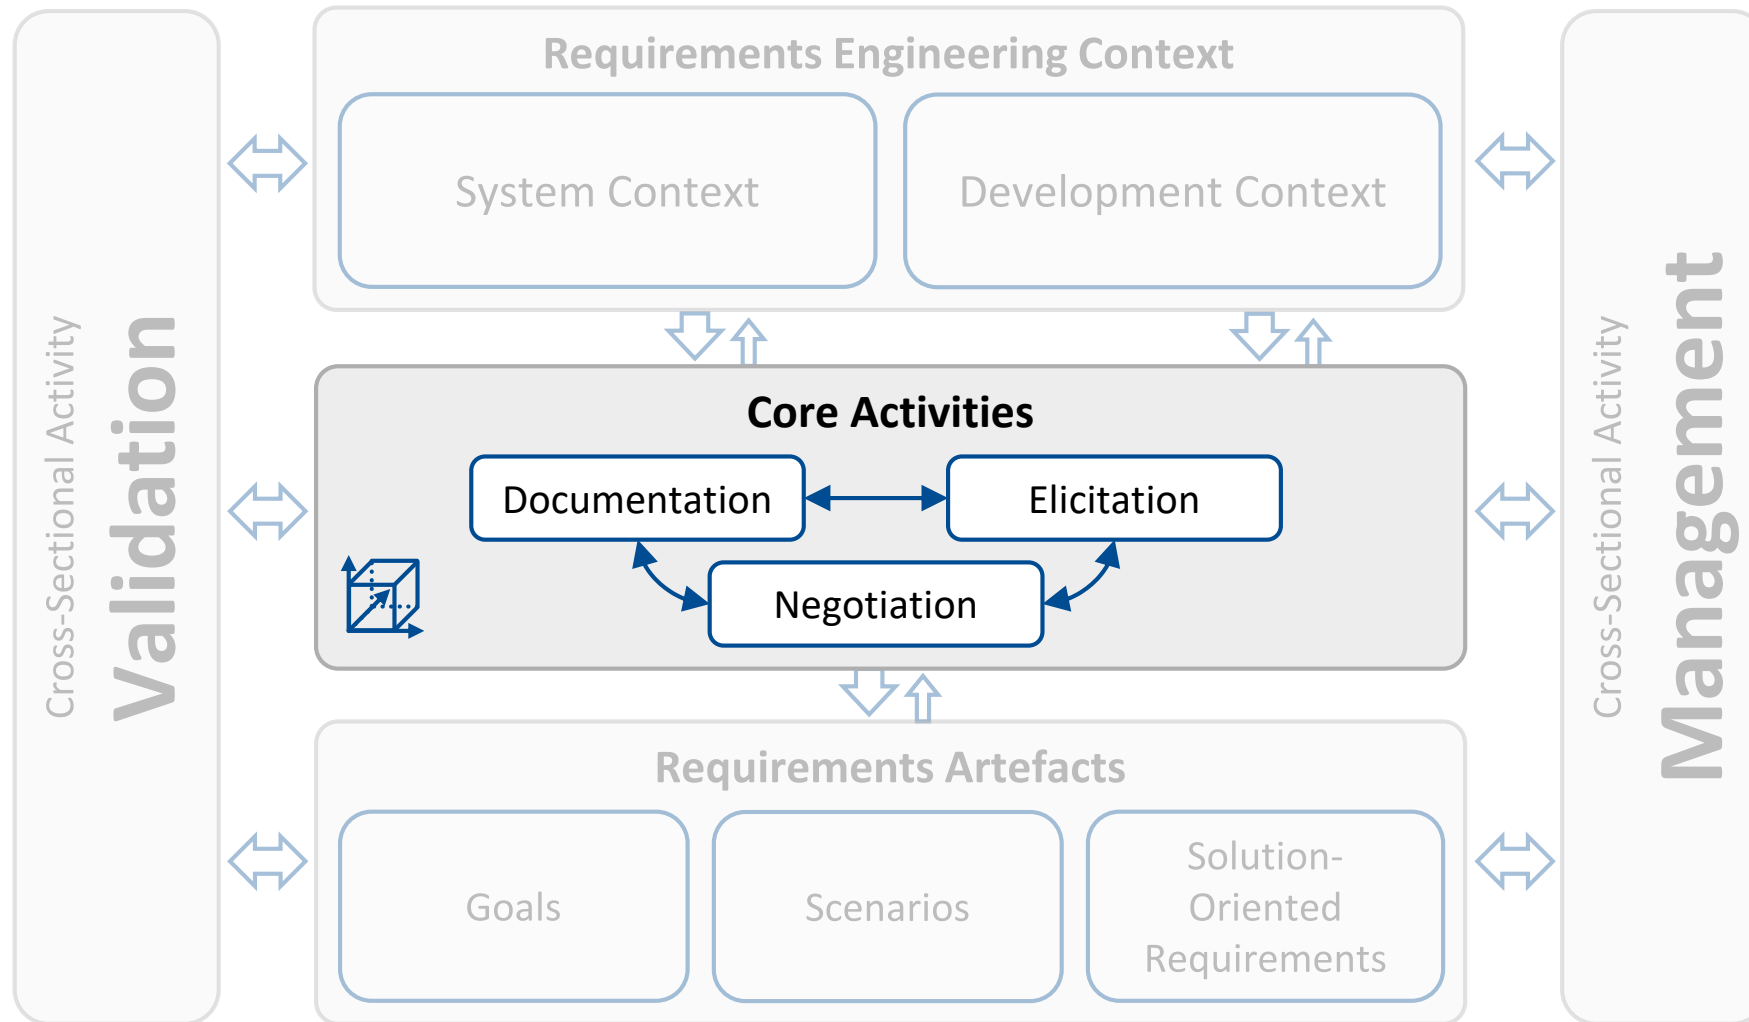 Cross-Sectional Activity
Validation
Requirements Engineering Context
System Context
Development Context
Core Activities
Documentation
Elicitation
Negotiation
Requirements Artefacts
Goals
Scenarios
Solution-
Oriented
Requirements
Cross-Sectional Activity
Management